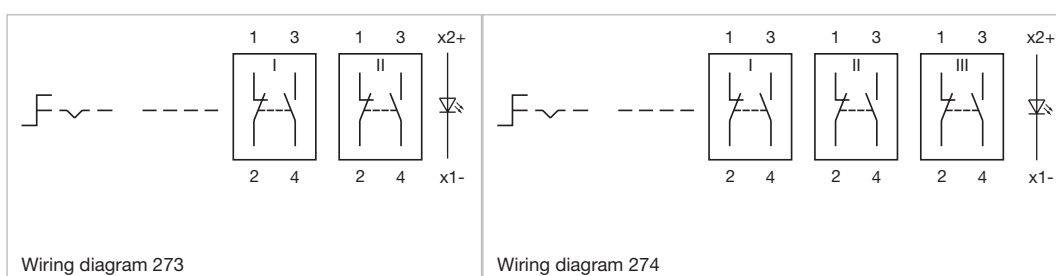 1 3 1 3 x2+
I II
2 4 2 4 x1-
Wiring diagram 273
1 3 1 3 1 3 x2+
I II III
2 4 2 4 2 4 x1-
Wiring diagram 274